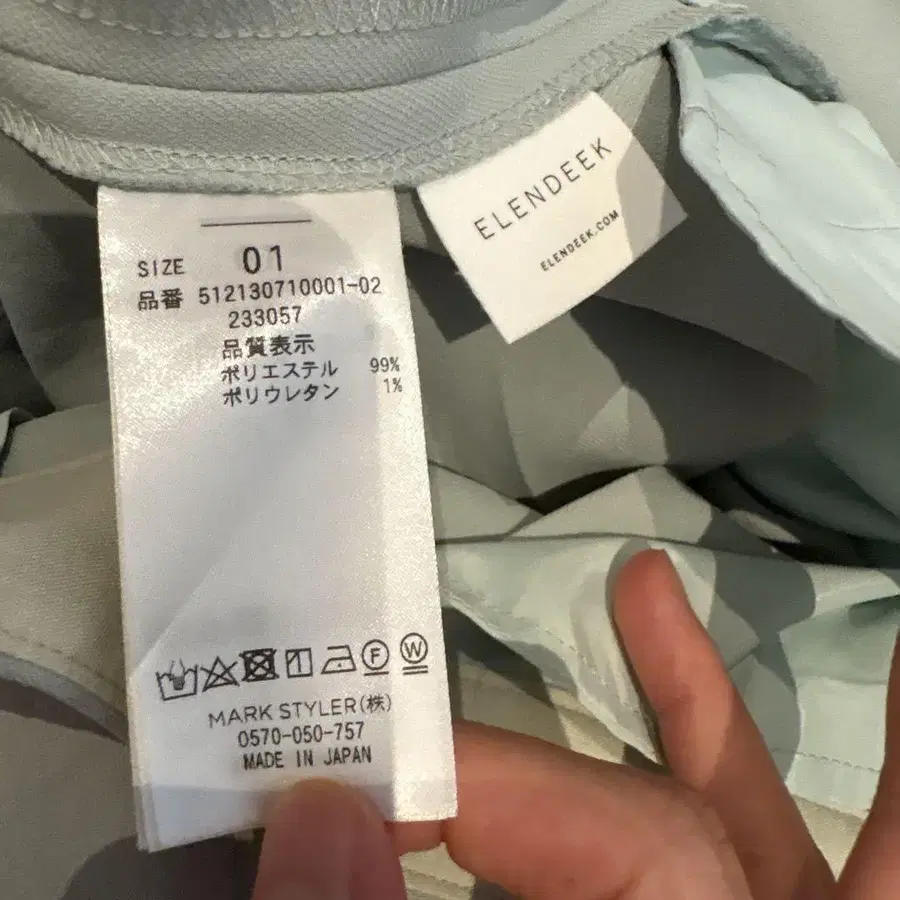 ELENDEEK
ELENDEEK.COM
SIZE 01
品番 512130710001-02
233057
品質表示
ポリエステル 99%
ポリウレタン 1%
F W
MARK STYLER(株)
0570-050-757
MADE IN JAPAN